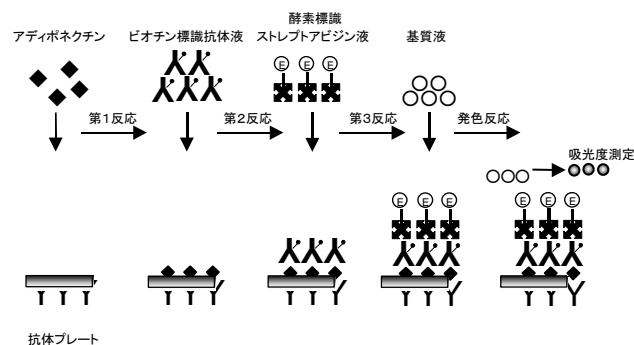 アディポネクチン
ビオチン標識抗体液
酵素標識
ストレプトアビジン液
基質液
E E E
第1反応
第2反応
第3反応
発色反応
吸光度測定
E E E
E E E
抗体プレート